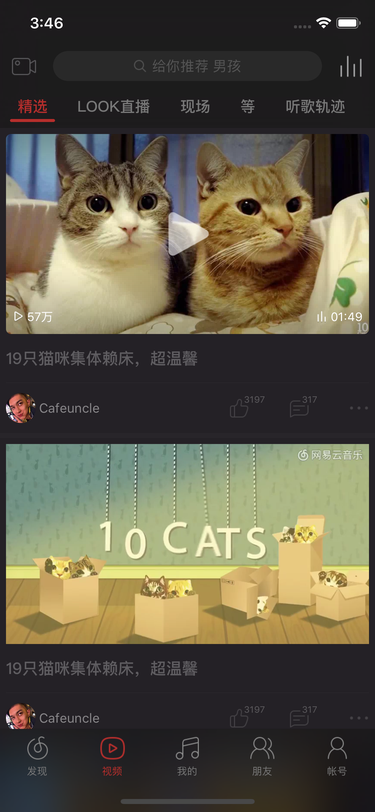 3:46
给你推荐 男孩
精选 LOOK直播 现场 等 听歌轨迹
57万 01:49
19
19只猫咪集体赖床，超温馨
Cafeuncle 3197 317
网易云音乐
10 CATS
19只猫咪集体赖床，超温馨
Cafeuncle 3197 317
发现 视频 我的 朋友 帐号